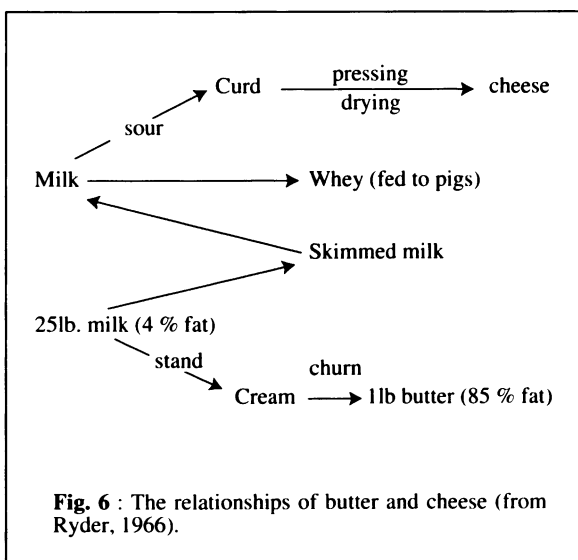 Curd pressing cheese
drying
sour
Milk Whey (fed to pigs)
Skimmed milk
25lb. milk (4 % fat)
stand churn
Cream 1lb butter (85 % fat)
Fig. 6 : The relationships of butter and cheese (from
Ryder, 1966).